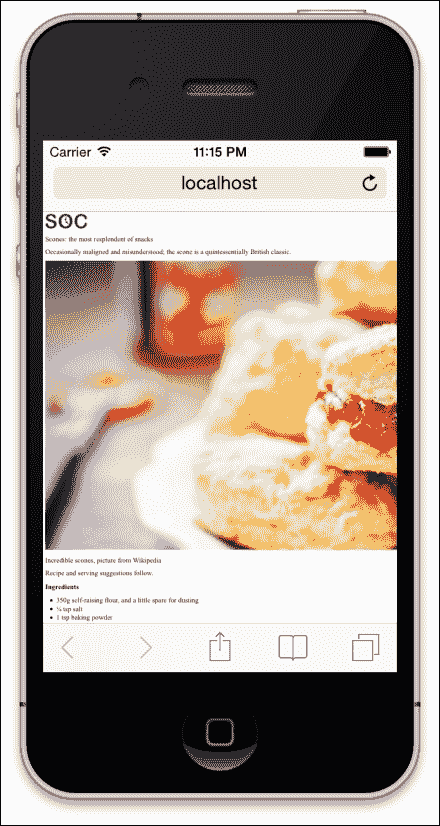 Carrier 11:15 PM
localhost
SOC
Scones: the most resplendent of snacks
Occasionally maligned and misunderstood; the scone is a quintessentially British classic.
Incredible scones, picture from Wikipedia
Recipe and serving suggestions follow.
Ingredients
• 350g self-raising flour, and a little spare for dusting
• ¼ tsp salt
• 1 tsp baking powder